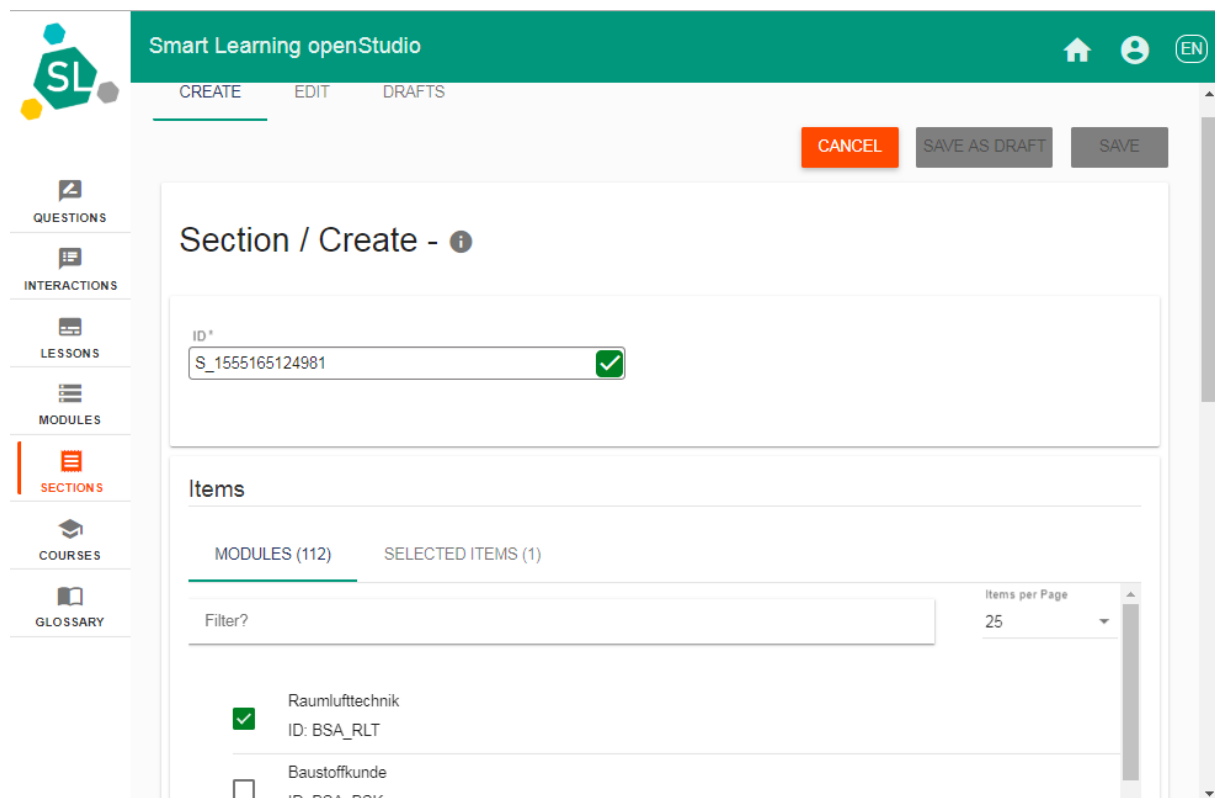 SL
Smart Learning openStudio
EN
CREATE EDIT DRAFTS
CANCEL SAVE AS DRAFT SAVE
QUESTIONS
INTERACTIONS
LESSONS
MODULES
SECTIONS
COURSES
GLOSSARY
Section / Create -
ID*
S_1555165124981
Items
MODULES (112) SELECTED ITEMS (1)
Filter?
Items per Page
25
Raumlufttechnik
ID: BSA_RLT
Baustoffkunde